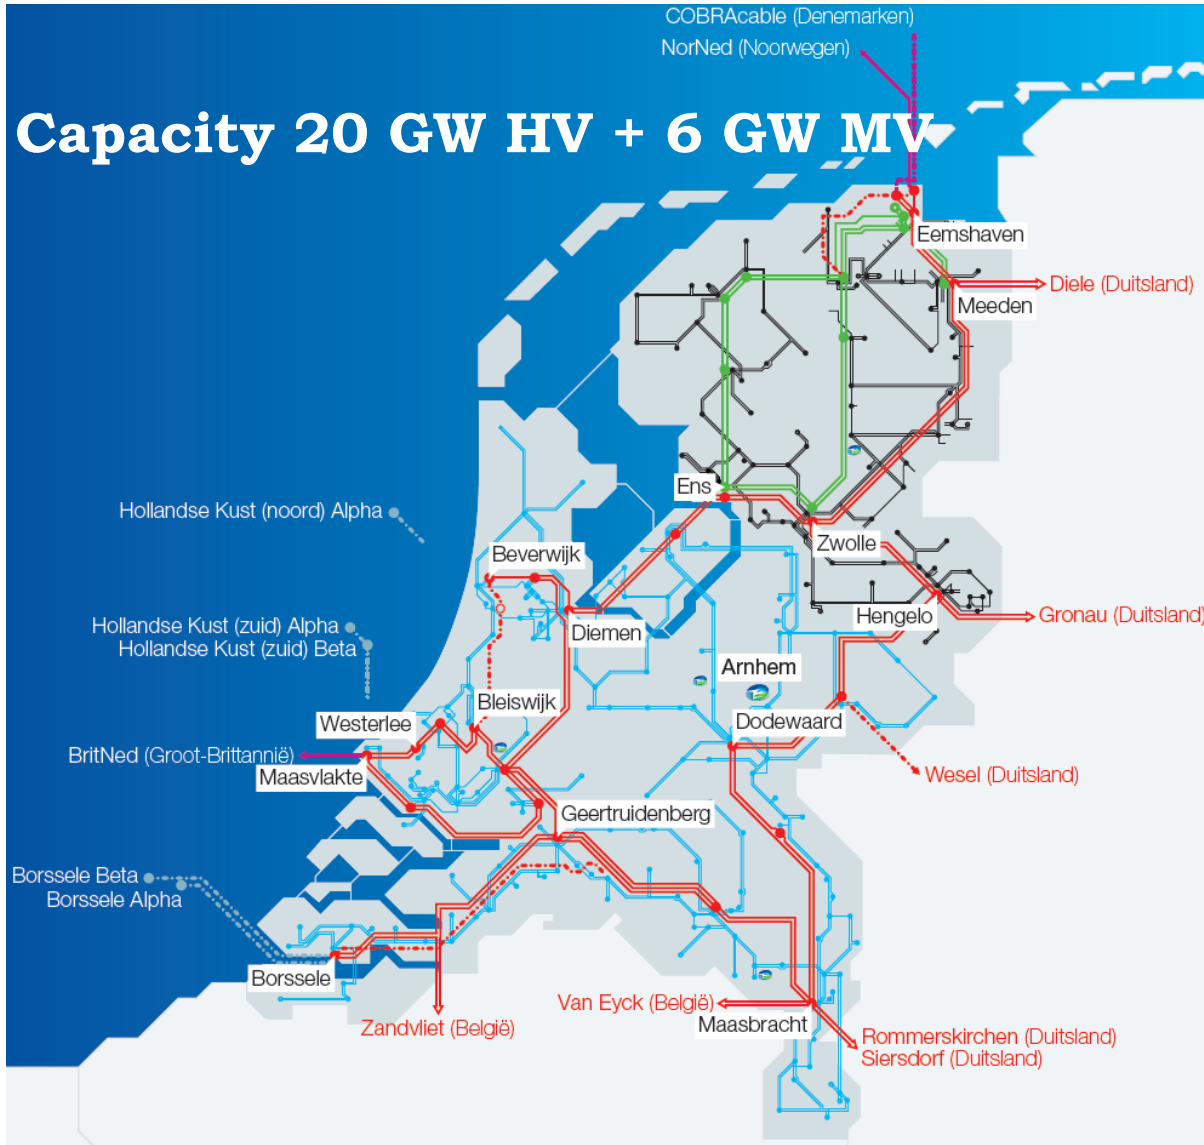 COBRAcable (Denemarken)
NorNed (Noorwegen)
Capacity 20 GW HV + 6 GW MV
Eemshaven
Diele (Duitsland)
Meeden
Ens
Hollandse Kust (noord) Alpha
Zwolle
Beverwijk
Hengelo
Gronau (Duitsland)
Hollandse Kust (zuid) Alpha
Diemen
Hollandse Kust (zuid) Beta
Arnhem
Bleiswijk
Westerlee
Dodewaard
BritNed (Groot-Brittannië)
Maasvlakte
Wesel (Duitsland)
Geertruidenberg
Borssele Beta
Borssele Alpha
Borssele
Van Eyck (België)
Zandvliet (België)
Maasbracht
Rommerskirchen (Duitsland)
Siersdorf (Duitsland)